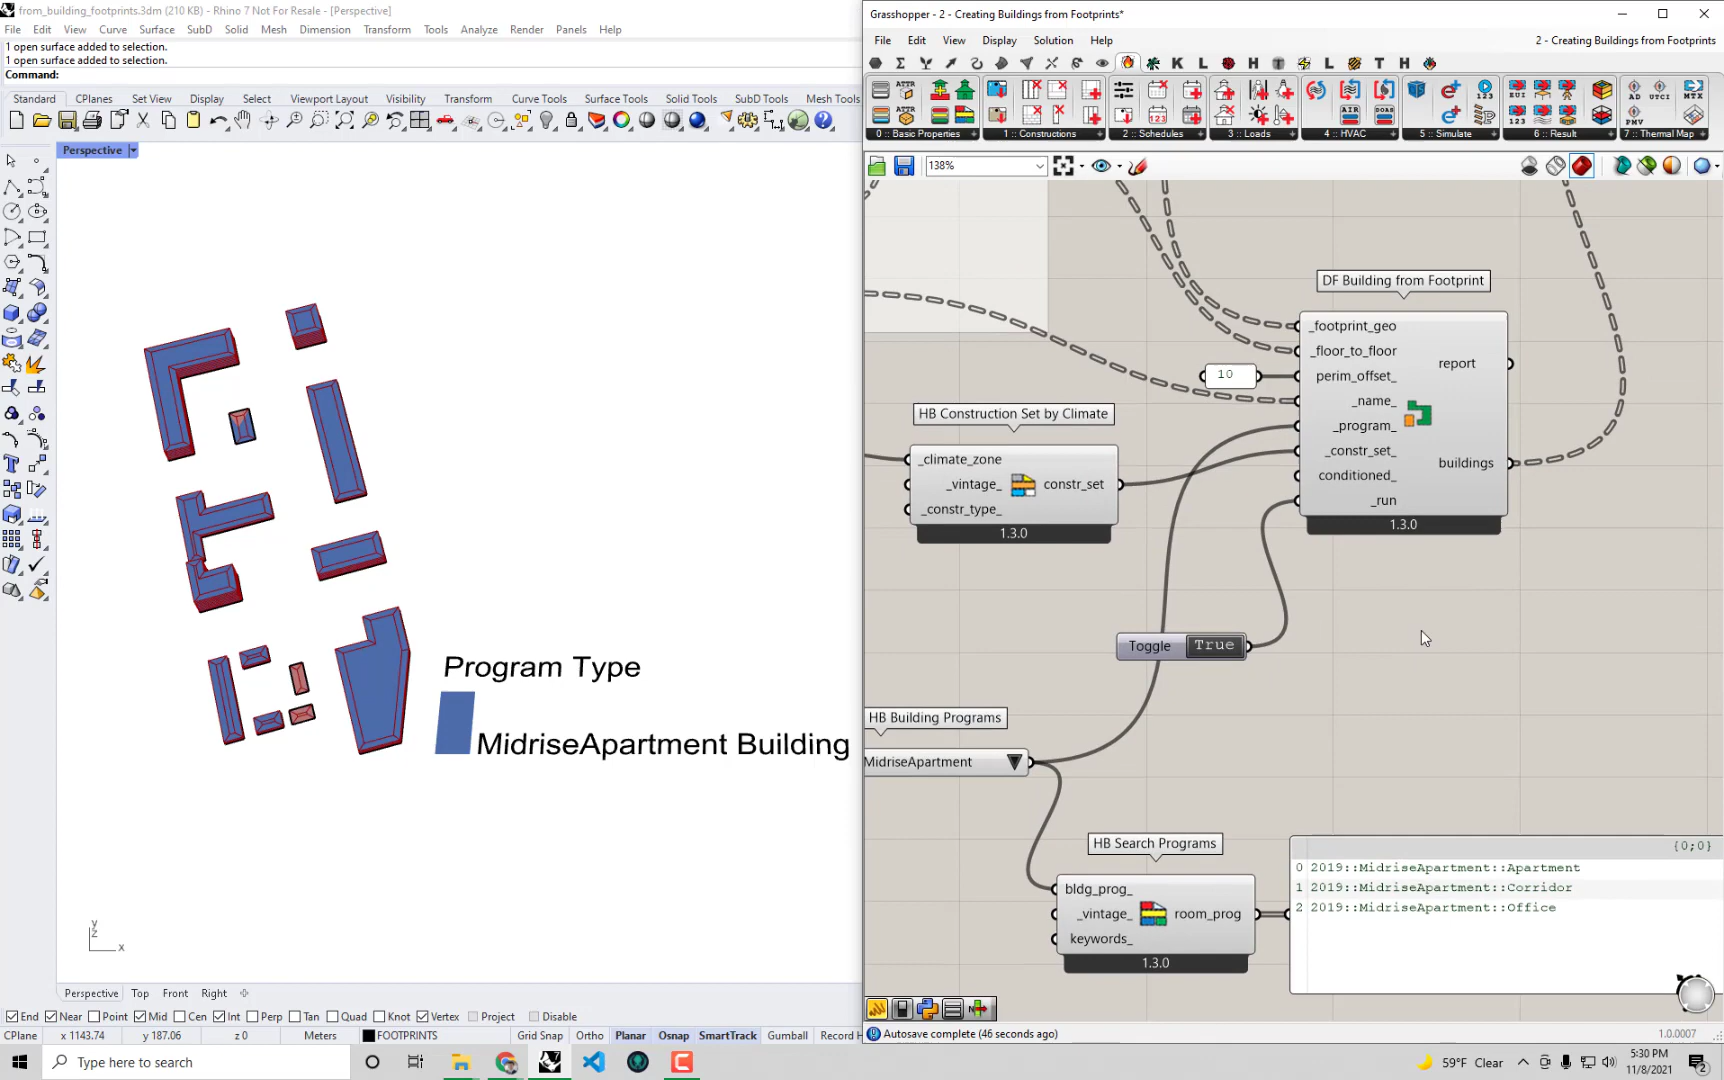 from_building_footprints.3dm (210 KB) - Rhino 7 Not For Resale - [Perspective]
File Edit View Curve Surface SubD Solid Mesh Dimension Transform Tools Analyze Render Panels Help
1 open surface added to selection.
1 open surface added to selection.
Command:
Standard CPlanes Set View Display Select Viewport Layout Visibility Transform Curve Tools Surface Tools Solid Tools SubD Tools Mesh Tools
Perspective
Program Type
MidriseApartment Building
y
z
x
Perspective Top Front Right
End Near Point Mid Cen Int Perp Tan Quad Knot Vertex Project Disable
CPlane x 1143.74 y 187.06 z 0 Meters FOOTPRINTS Grid Snap Ortho Planar Osnap SmartTrack Gumball Record H
Grasshopper - 2 - Creating Buildings from Footprints*
File Edit View Display Solution Help
2 - Creating Buildings from Footprints
K L H T L T H
0 :: Basic Properties 1 :: Constructions 2 :: Schedules 3 :: Loads 4 :: HVAC 5 :: Simulate 6 :: Result 7 :: Thermal Map
138%
DF Building from Footprint
_footprint_geo
_floor_to_floor
perim_offset_
_name_
_program_
_constr_set_
conditioned_
_run
report
buildings
1.3.0
10
HB Construction Set by Climate
_climate_zone
_vintage_
_constr_type_
constr_set
1.3.0
Toggle True
HB Building Programs
MidriseApartment
HB Search Programs
bldg_prog_
_vintage_
keywords_
room_prog
1.3.0
{0;0}
0 2019::MidriseApartment::Apartment
1 2019::MidriseApartment::Corridor
2 2019::MidriseApartment::Office
Autosave complete (46 seconds ago)
1.0.0007
Type here to search
59°F Clear
5:30 PM
11/8/2021
2